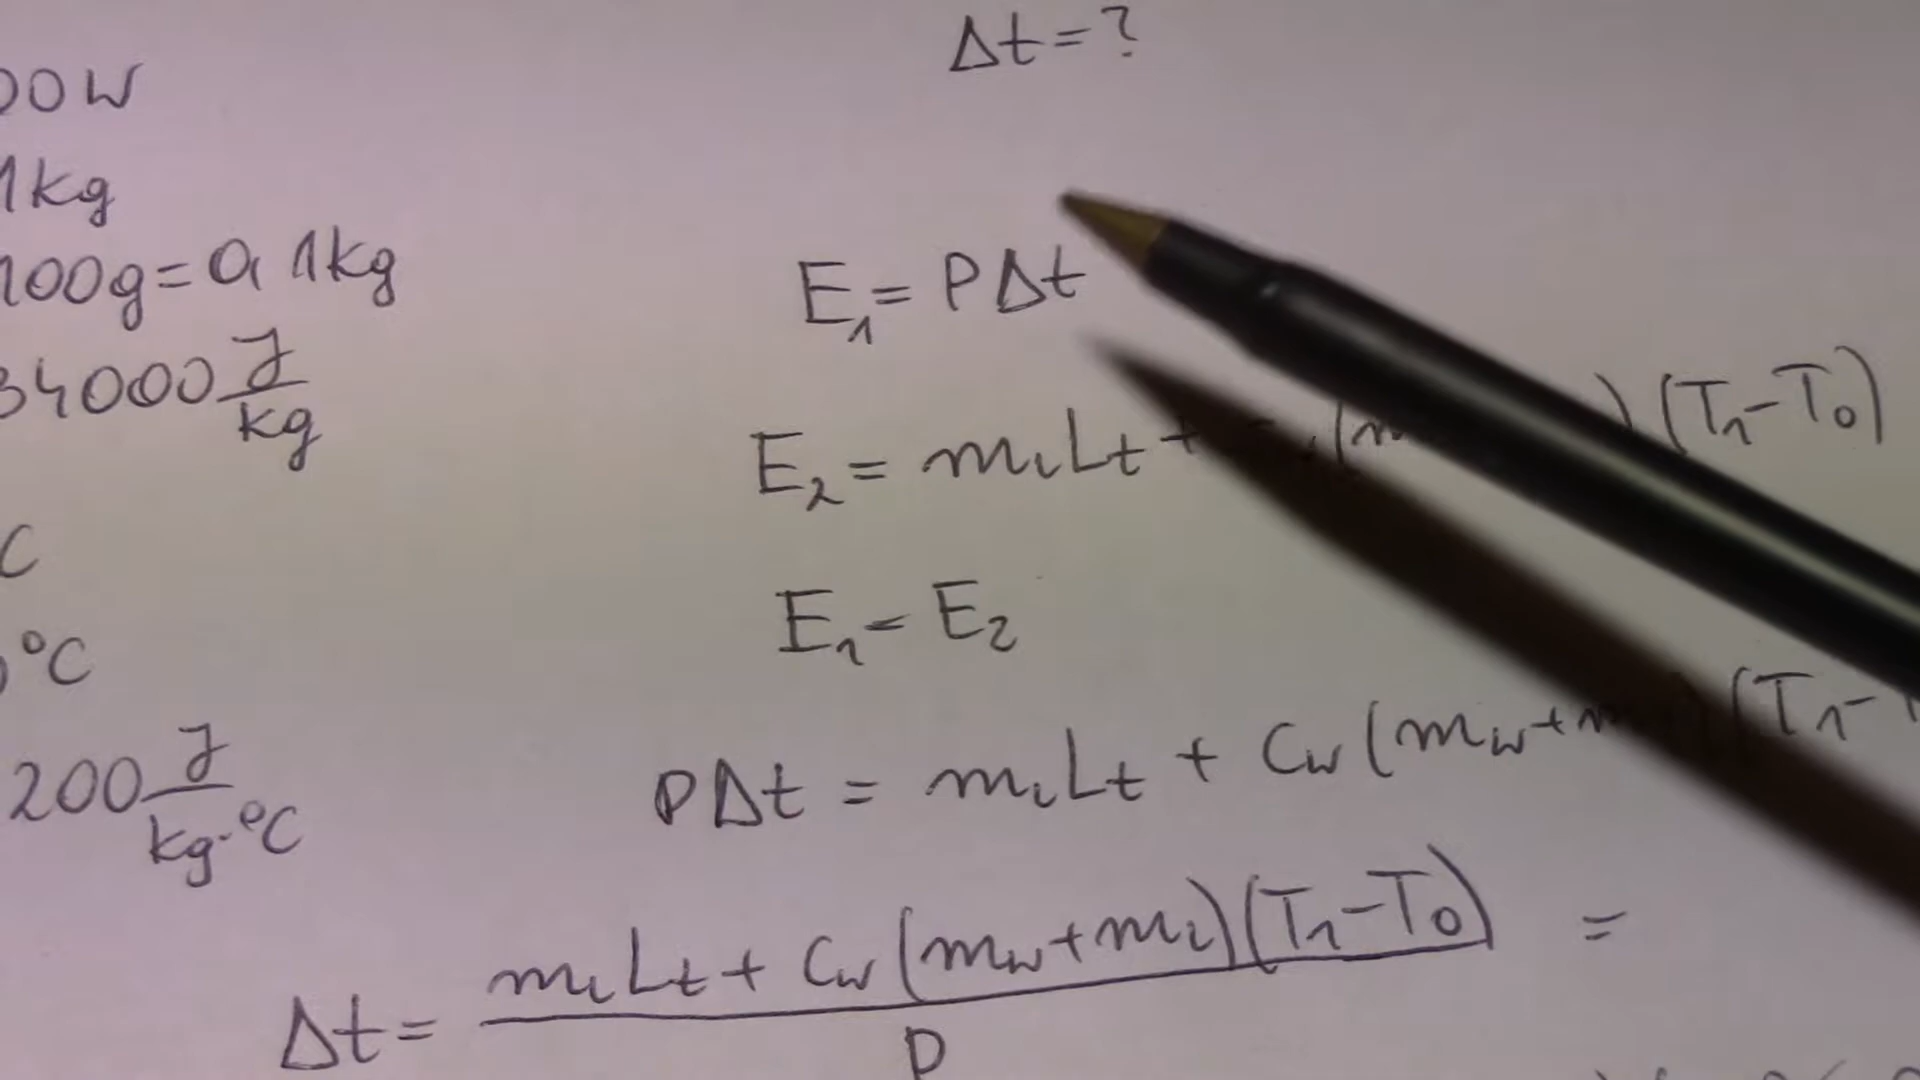 Δt=?
00W
1kg
100g=0,1kg
34000 J/kg
C
°C
200 J/kg·°C
E₁=PΔt
E₂= mᵢLt+ (m )(T₁-T₀)
E₁=E₂
PΔt = mᵢLt + Cw(mw+m )(T₁-
Δt= mᵢLt+Cw(mw+mᵢ)(T₁-T₀)/P =